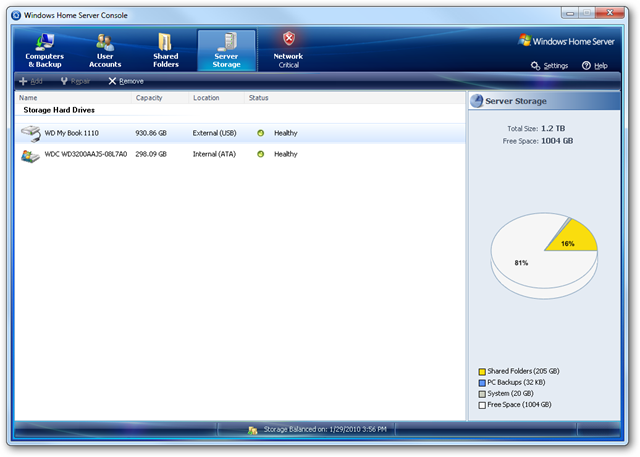 Windows Home Server Console
Computers & Backup
User Accounts
Shared Folders
Server Storage
Network Critical
Windows Home Server
Settings
Help
Add
Repair
Remove
Name Capacity Location Status
Storage Hard Drives
WD My Book 1110 930.86 GB External (USB) Healthy
WDC WD3200AAJS-08L7A0 298.09 GB Internal (ATA) Healthy
Server Storage
Total Size: 1.2 TB
Free Space: 1004 GB
16%
81%
Shared Folders (205 GB)
PC Backups (32 KB)
System (20 GB)
Free Space (1004 GB)
Storage Balanced on: 1/29/2010 3:56 PM